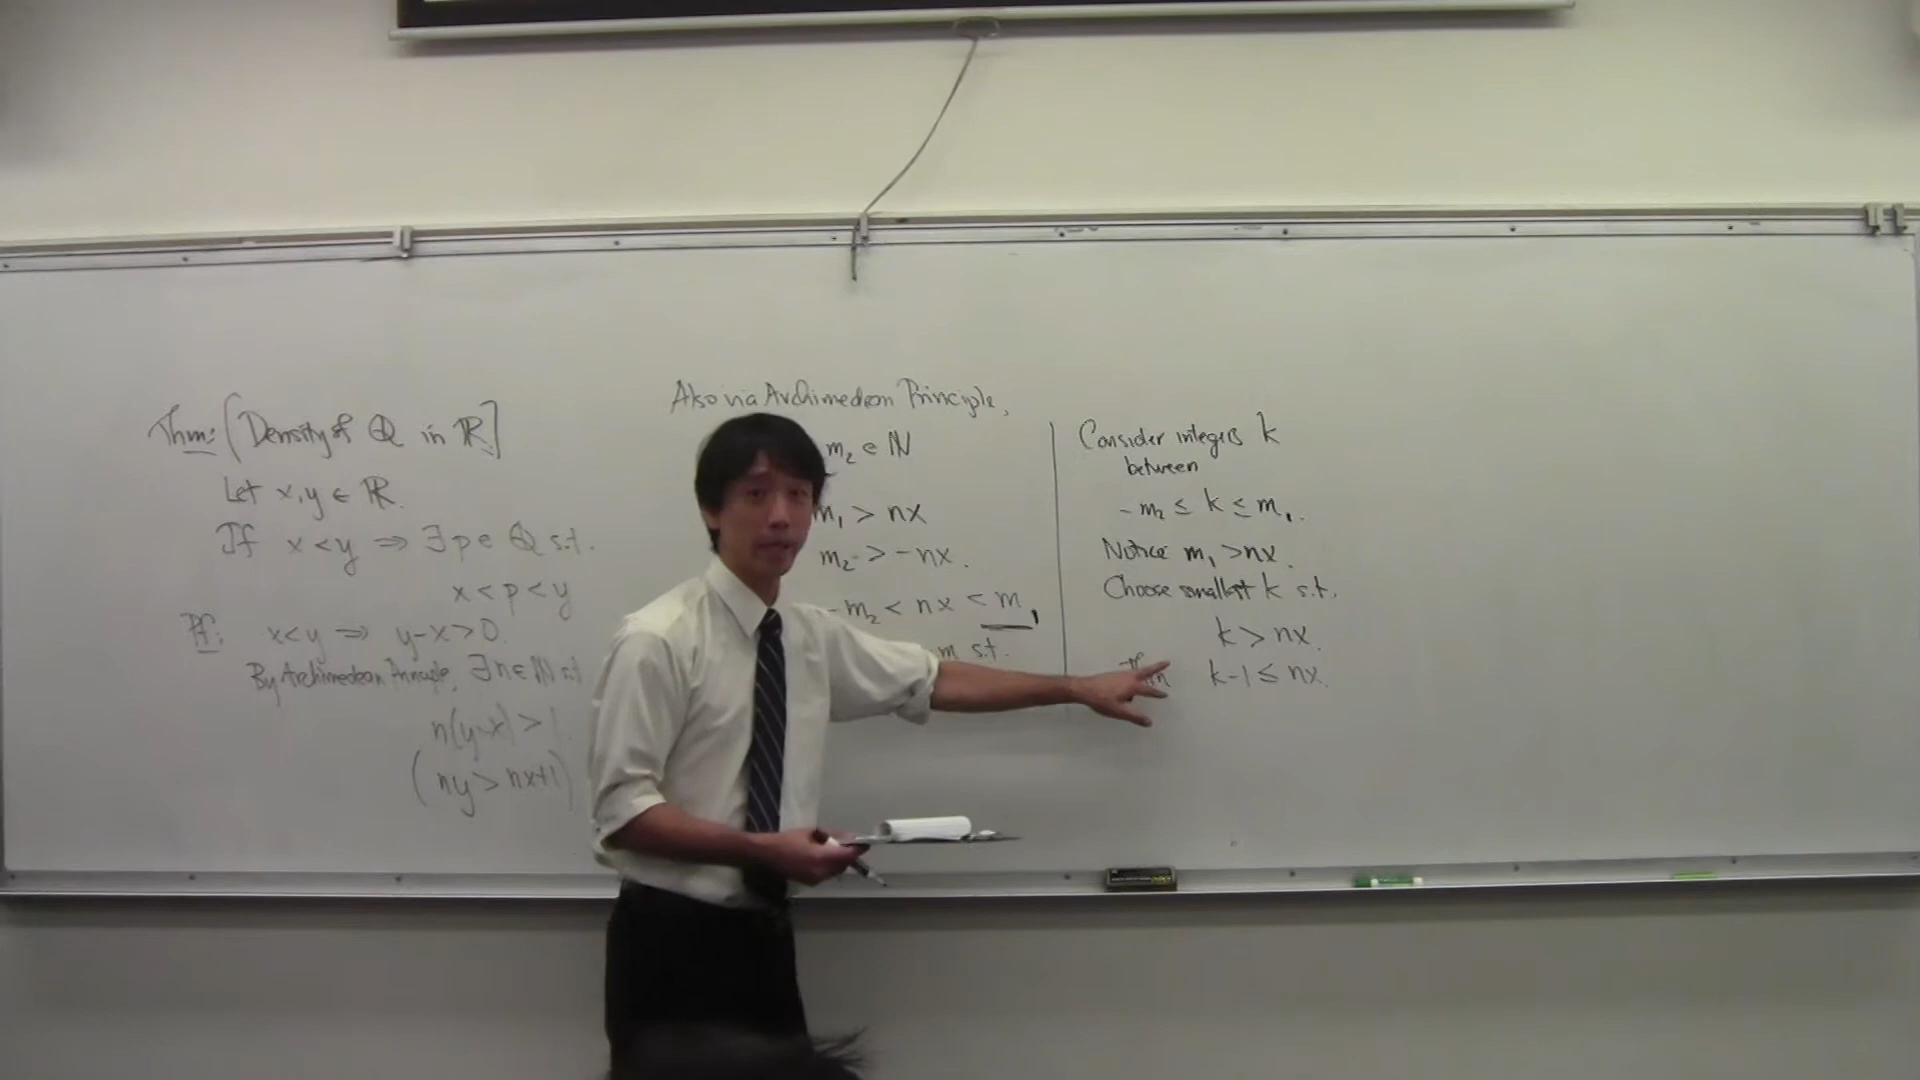 Thm: (Density of ℚ in ℝ)
Let x,y ∈ ℝ.
If x<y ⇒ ∃ p ∈ ℚ s.t.
x < p < y
Pf: x<y ⇒ y-x>0.
By Archimedean Principle, ∃ n ∈ ℕ s.t
n(y-x) > 1.
(ny > nx+1)
Also via Archimedean Principle,
m₂ ∈ ℕ
m₁ > nx
m₂ > -nx.
-m₂ < nx < m₁
m s.t.
Consider integers k
between
-m₂ ≤ k ≤ m₁.
Notice m₁ > nx.
Choose smallest k s.t.
k > nx.
k-1 ≤ nx.